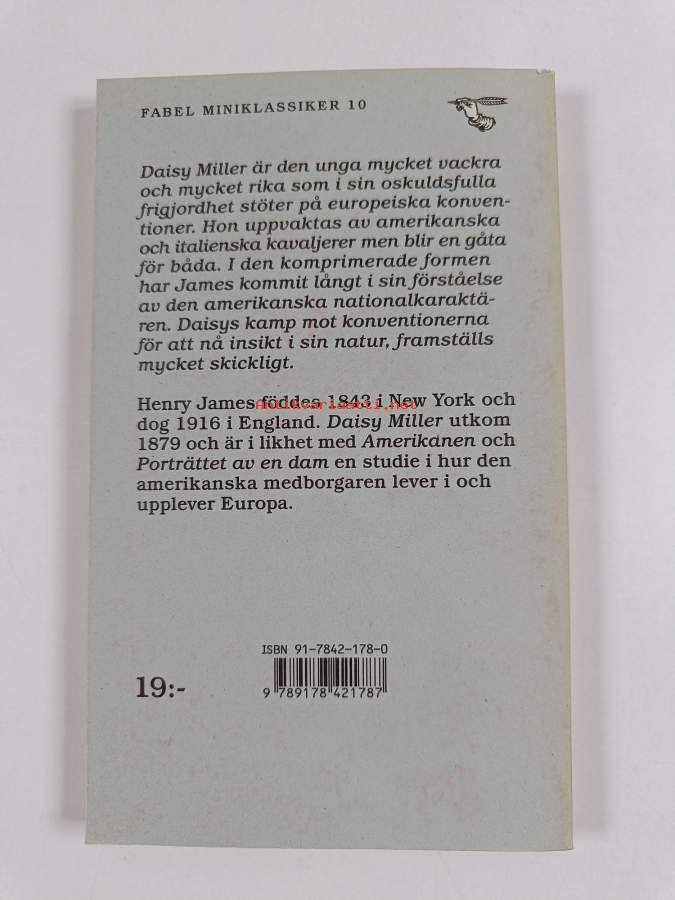 FABEL MINIKLASSIKER 10
Daisy Miller är den unga mycket vackra
och mycket rika som i sin oskuldsfulla
frigjordhet stöter på europeiska konven-
tioner. Hon uppvaktas av amerikanska
och italienska kavaljerer men blir en gåta
för båda. I den komprimerade formen
har James kommit långt i sin förståelse
av den amerikanska nationalkaraktä-
ren. Daisys kamp mot konventionerna
för att nå insikt i sin natur, framställs
mycket skickligt.
Henry James föddes 1843 i New York och
Antikvariaatti.net
dog 1916 i England. Daisy Miller utkom
1879 och är i likhet med Amerikanen och
Porträttet av en dam en studie i hur den
amerikanska medborgaren lever i och
upplever Europa.
ISBN 91-7842-178-0
19:-
9 789178 421787